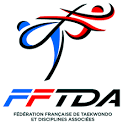 FFTDA
FÉDÉRATION FRANÇAISE DE TAEKWONDO
ET DISCIPLINES ASSOCIÉES